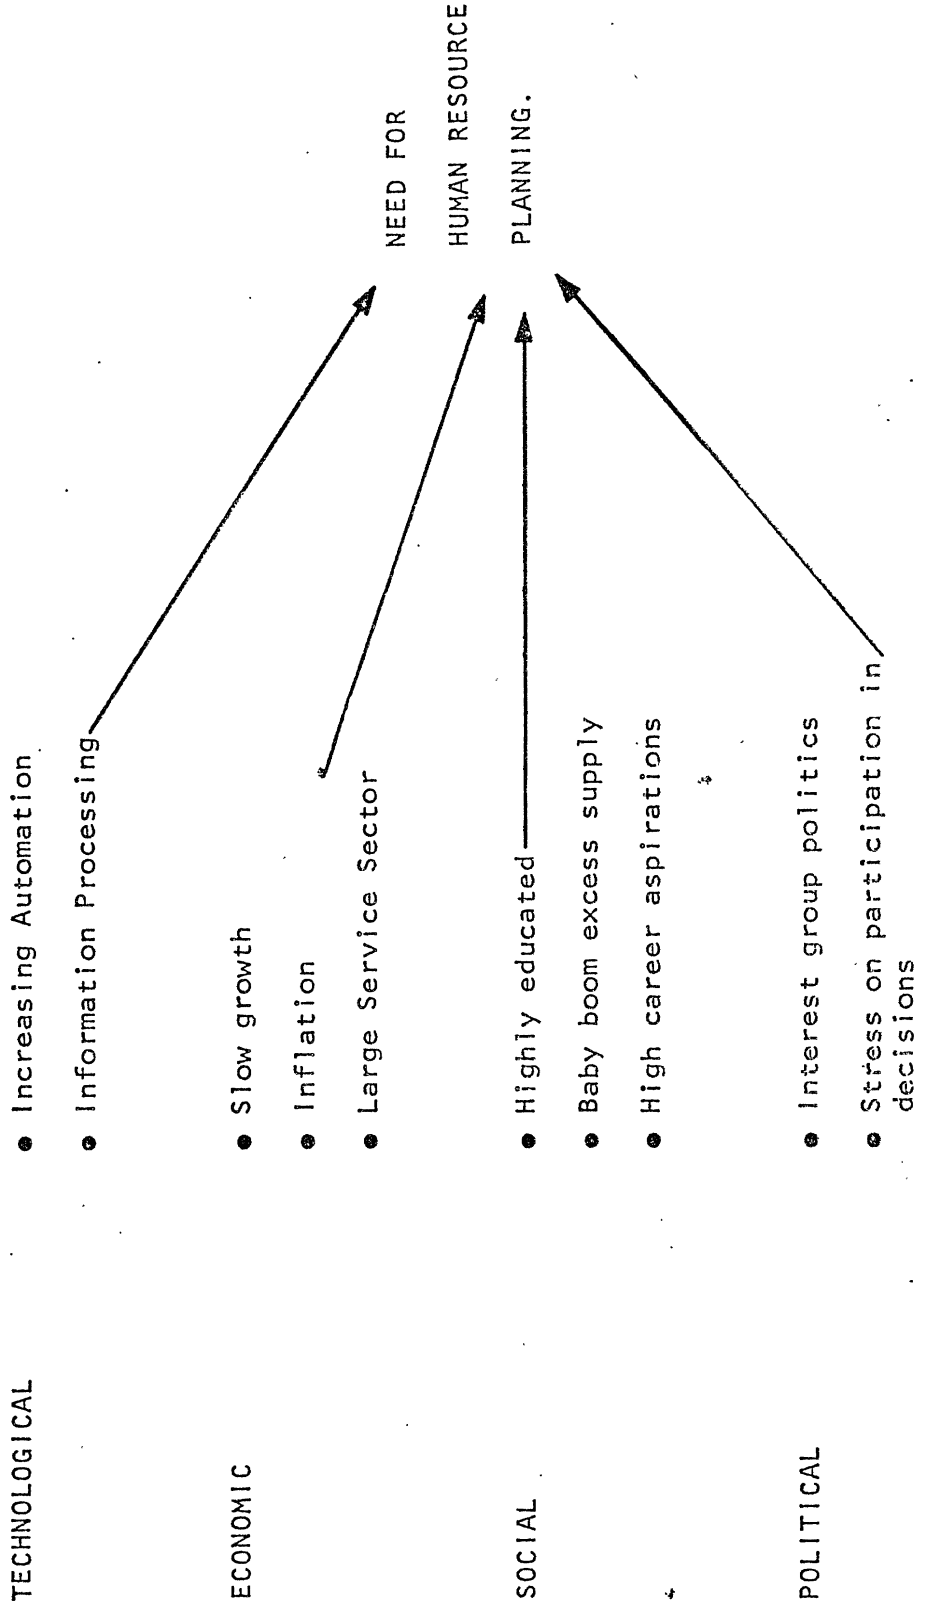 TECHNOLOGICAL
● Increasing Automation
● Information Processing
ECONOMIC
● Slow growth
● Inflation
● Large Service Sector
SOCIAL
● Highly educated
● Baby boom excess supply
● High career aspirations
POLITICAL
● Interest group politics
● Stress on participation in
decisions
NEED FOR
HUMAN RESOURCE
PLANNING.